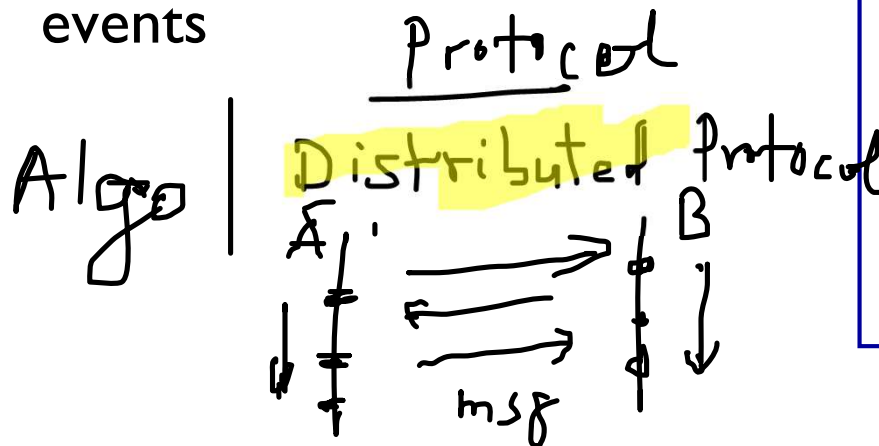 events
Protocol
Algo | Distributed Protocol
A B
msg